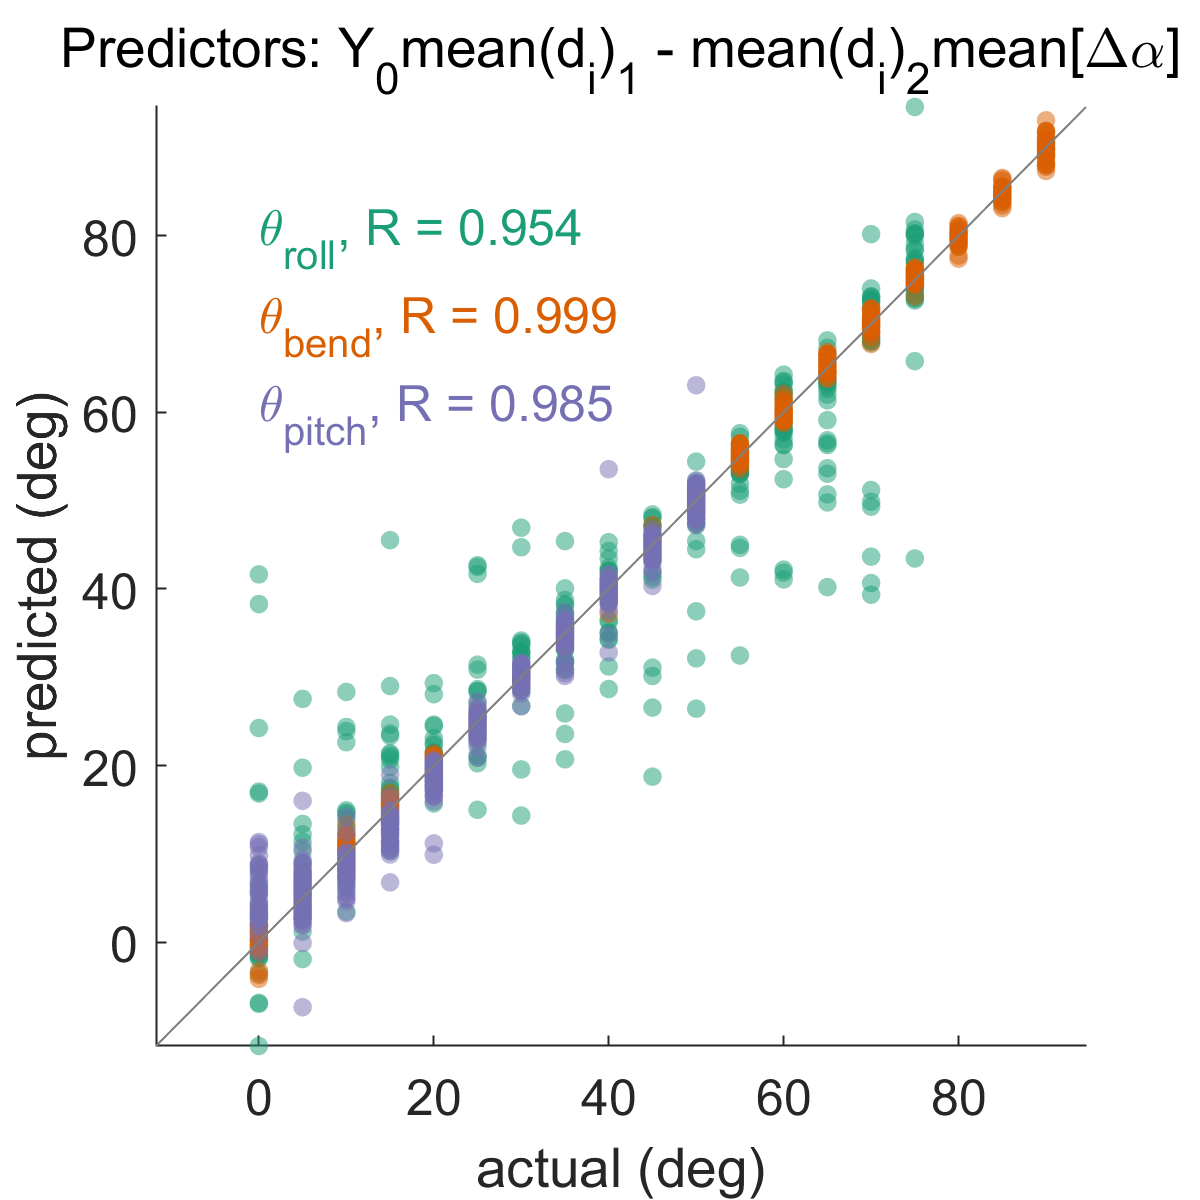 Predictors: Y₀mean(dᵢ)₁ - mean(dᵢ)₂mean[Δα]
θroll, R = 0.954
θbend, R = 0.999
θpitch, R = 0.985
predicted (deg)
80
60
40
20
0
0 20 40 60 80
actual (deg)